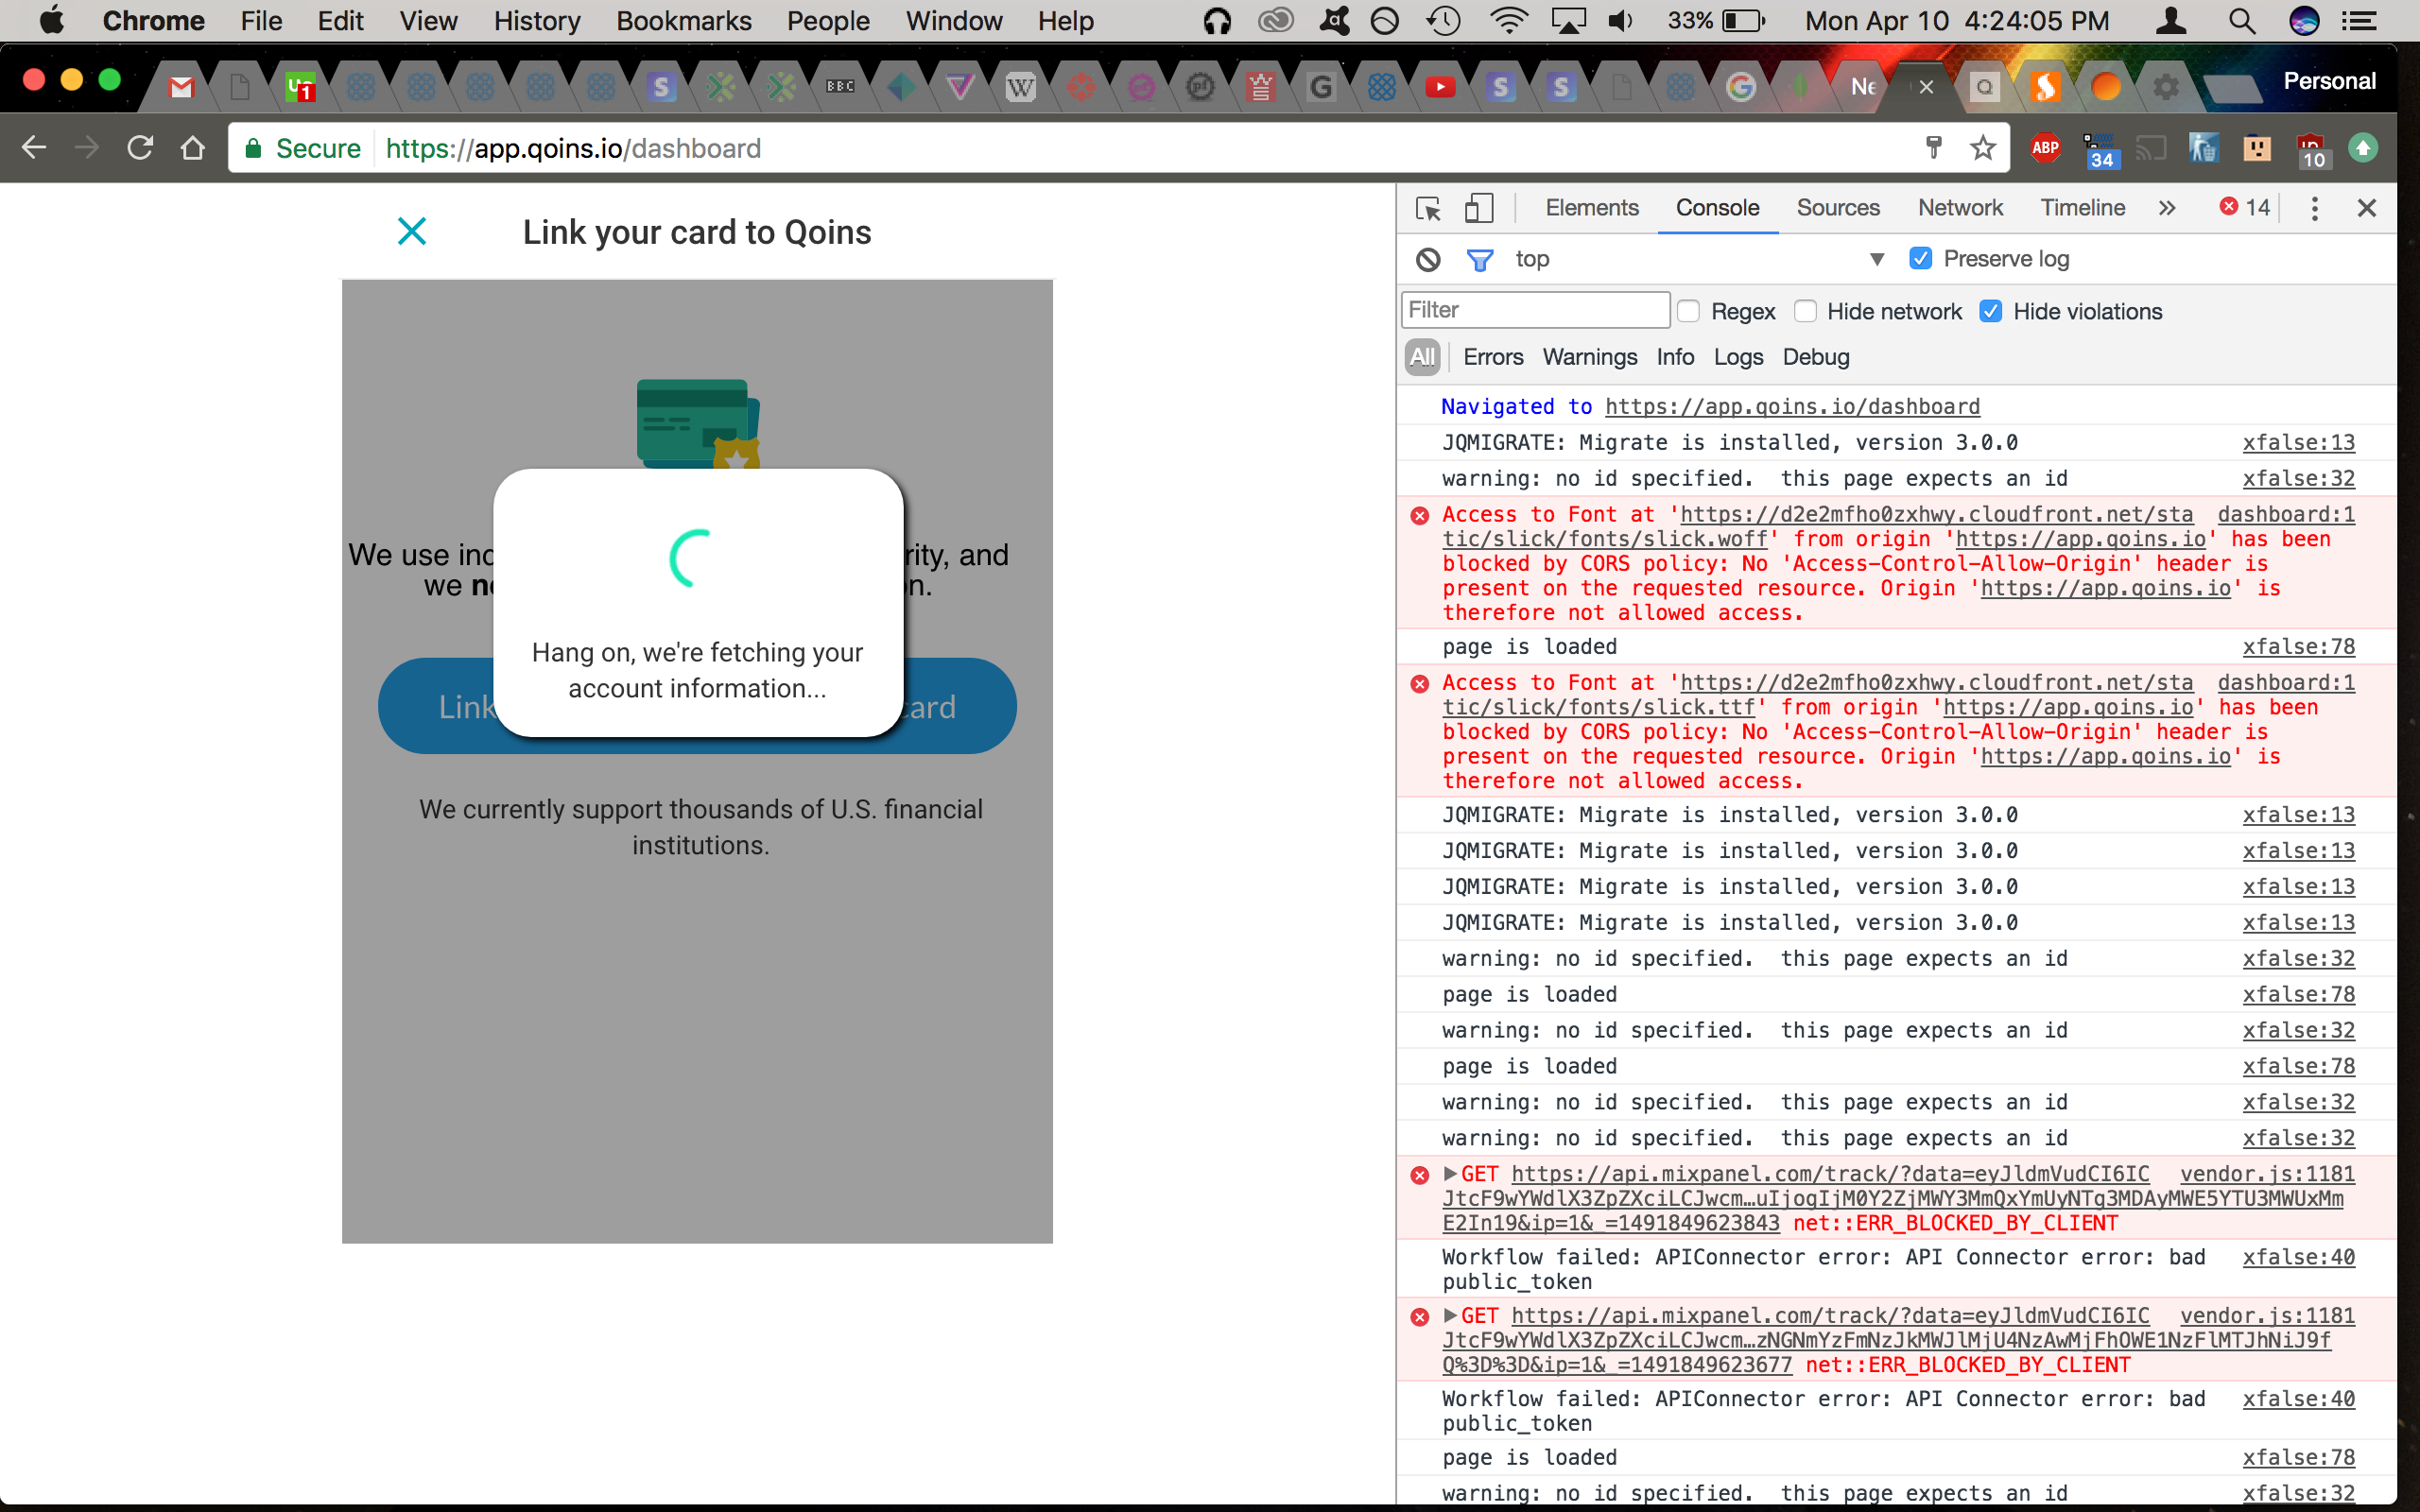 Chrome File Edit View History Bookmarks People Window Help 33% Mon Apr 10 4:24:05 PM
1 S BBC W G S S G Ne Q Personal
Secure https://app.qoins.io/dashboard ABP 34 10
Link your card to Qoins
We use ind
rity, and
we ne
n.
Hang on, we're fetching your
account information...
Link
card
We currently support thousands of U.S. financial
institutions.
Elements Console Sources Network Timeline » 14
top Preserve log
Filter Regex Hide network Hide violations
All Errors Warnings Info Logs Debug
Navigated to https://app.qoins.io/dashboard
JQMIGRATE: Migrate is installed, version 3.0.0 xfalse:13
warning: no id specified.  this page expects an id xfalse:32
Access to Font at 'https://d2e2mfho0zxhwy.cloudfront.net/sta dashboard:1
tic/slick/fonts/slick.woff' from origin 'https://app.qoins.io' has been
blocked by CORS policy: No 'Access-Control-Allow-Origin' header is
present on the requested resource. Origin 'https://app.qoins.io' is
therefore not allowed access.
page is loaded xfalse:78
Access to Font at 'https://d2e2mfho0zxhwy.cloudfront.net/sta dashboard:1
tic/slick/fonts/slick.ttf' from origin 'https://app.qoins.io' has been
blocked by CORS policy: No 'Access-Control-Allow-Origin' header is
present on the requested resource. Origin 'https://app.qoins.io' is
therefore not allowed access.
JQMIGRATE: Migrate is installed, version 3.0.0 xfalse:13
JQMIGRATE: Migrate is installed, version 3.0.0 xfalse:13
JQMIGRATE: Migrate is installed, version 3.0.0 xfalse:13
JQMIGRATE: Migrate is installed, version 3.0.0 xfalse:13
warning: no id specified.  this page expects an id xfalse:32
page is loaded xfalse:78
warning: no id specified.  this page expects an id xfalse:32
page is loaded xfalse:78
warning: no id specified.  this page expects an id xfalse:32
warning: no id specified.  this page expects an id xfalse:32
GET https://api.mixpanel.com/track/?data=eyJldmVudCI6IC vendor.js:1181
JtcF9wYWdlX3ZpZXciLCJwcm…uIjogIjM0Y2ZjMWY3MmQxYmUyNTg3MDAyMWE5YTU3MWUxMm
E2In19&ip=1&_=1491849623843 net::ERR_BLOCKED_BY_CLIENT
Workflow failed: APIConnector error: API Connector error: bad xfalse:40
public_token
GET https://api.mixpanel.com/track/?data=eyJldmVudCI6IC vendor.js:1181
JtcF9wYWdlX3ZpZXciLCJwcm…zNGNmYzFmNzJkMWJlMjU4NzAwMjFhOWE1NzFlMTJhNiJ9f
Q%3D%3D&ip=1&_=1491849623677 net::ERR_BLOCKED_BY_CLIENT
Workflow failed: APIConnector error: API Connector error: bad xfalse:40
public_token
page is loaded xfalse:78
warning: no id specified.  this page expects an id xfalse:32